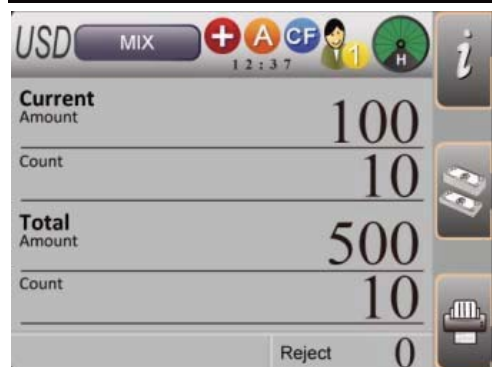 USD MIX + A CF 1 H i
12:37
Current
Amount 100
Count 10
Total
Amount 500
Count 10
Reject 0